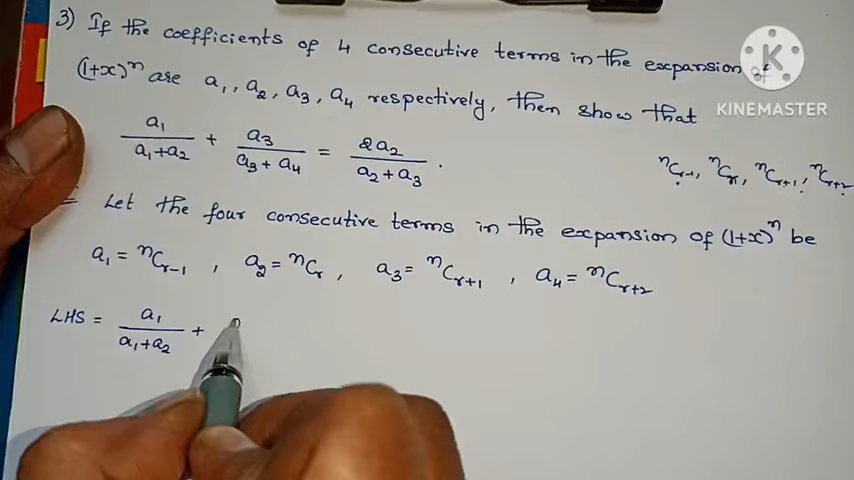 3) If the coefficients of 4 consecutive terms in the expansion of
(1+x)^n are a₁, a₂, a₃, a₄ respectively, then show that
a₁/(a₁+a₂) + a₃/(a₃+a₄) = 2a₂/(a₂+a₃).
ⁿCᵣ₋₁, ⁿCᵣ, ⁿCᵣ₊₁, ⁿCᵣ₊₂
Let the four consecutive terms in the expansion of (1+x)^n be
a₁ = ⁿCᵣ₋₁, a₂ = ⁿCᵣ, a₃ = ⁿCᵣ₊₁, a₄ = ⁿCᵣ₊₂
LHS = a₁/(a₁+a₂) +
K
KINEMASTER